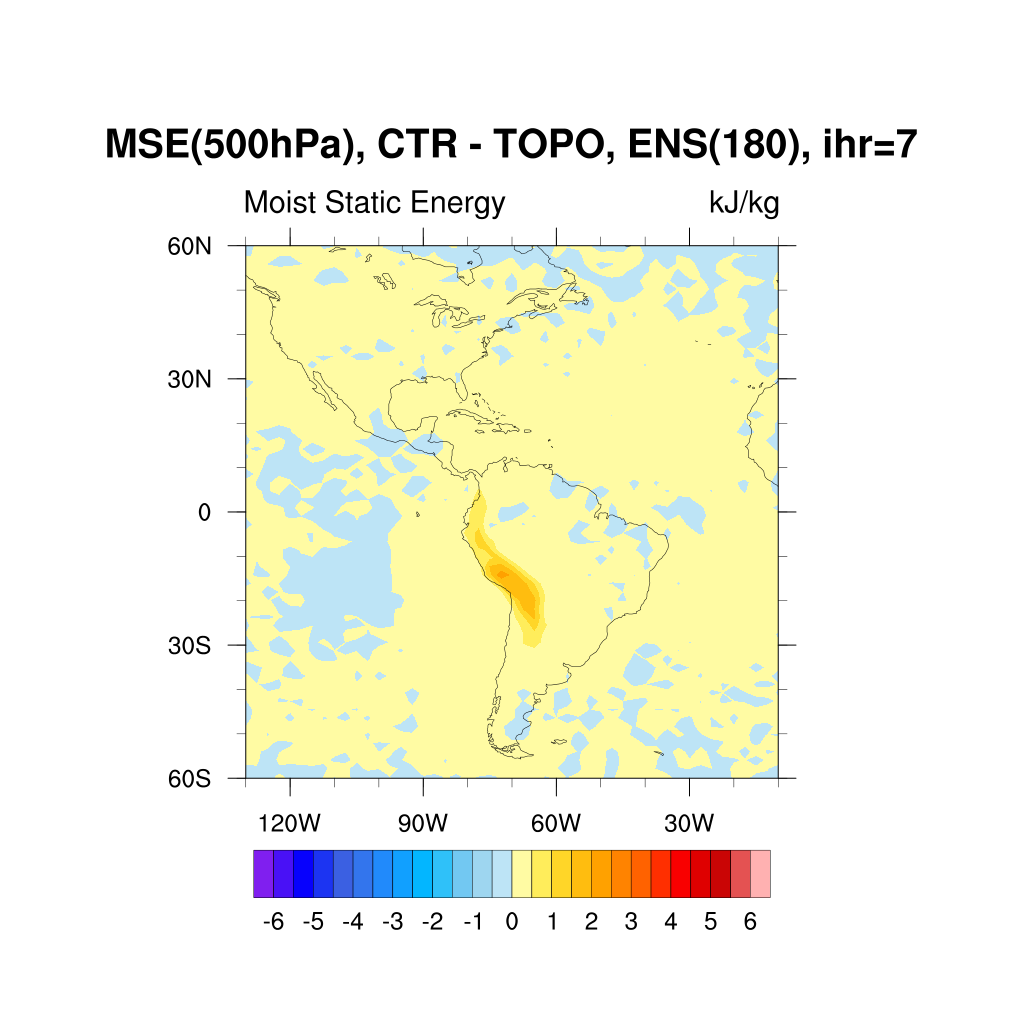 MSE(500hPa), CTR - TOPO, ENS(180), ihr=7
Moist Static Energy kJ/kg
60N
30N
0
30S
60S
120W 90W 60W 30W
-6 -5 -4 -3 -2 -1 0 1 2 3 4 5 6